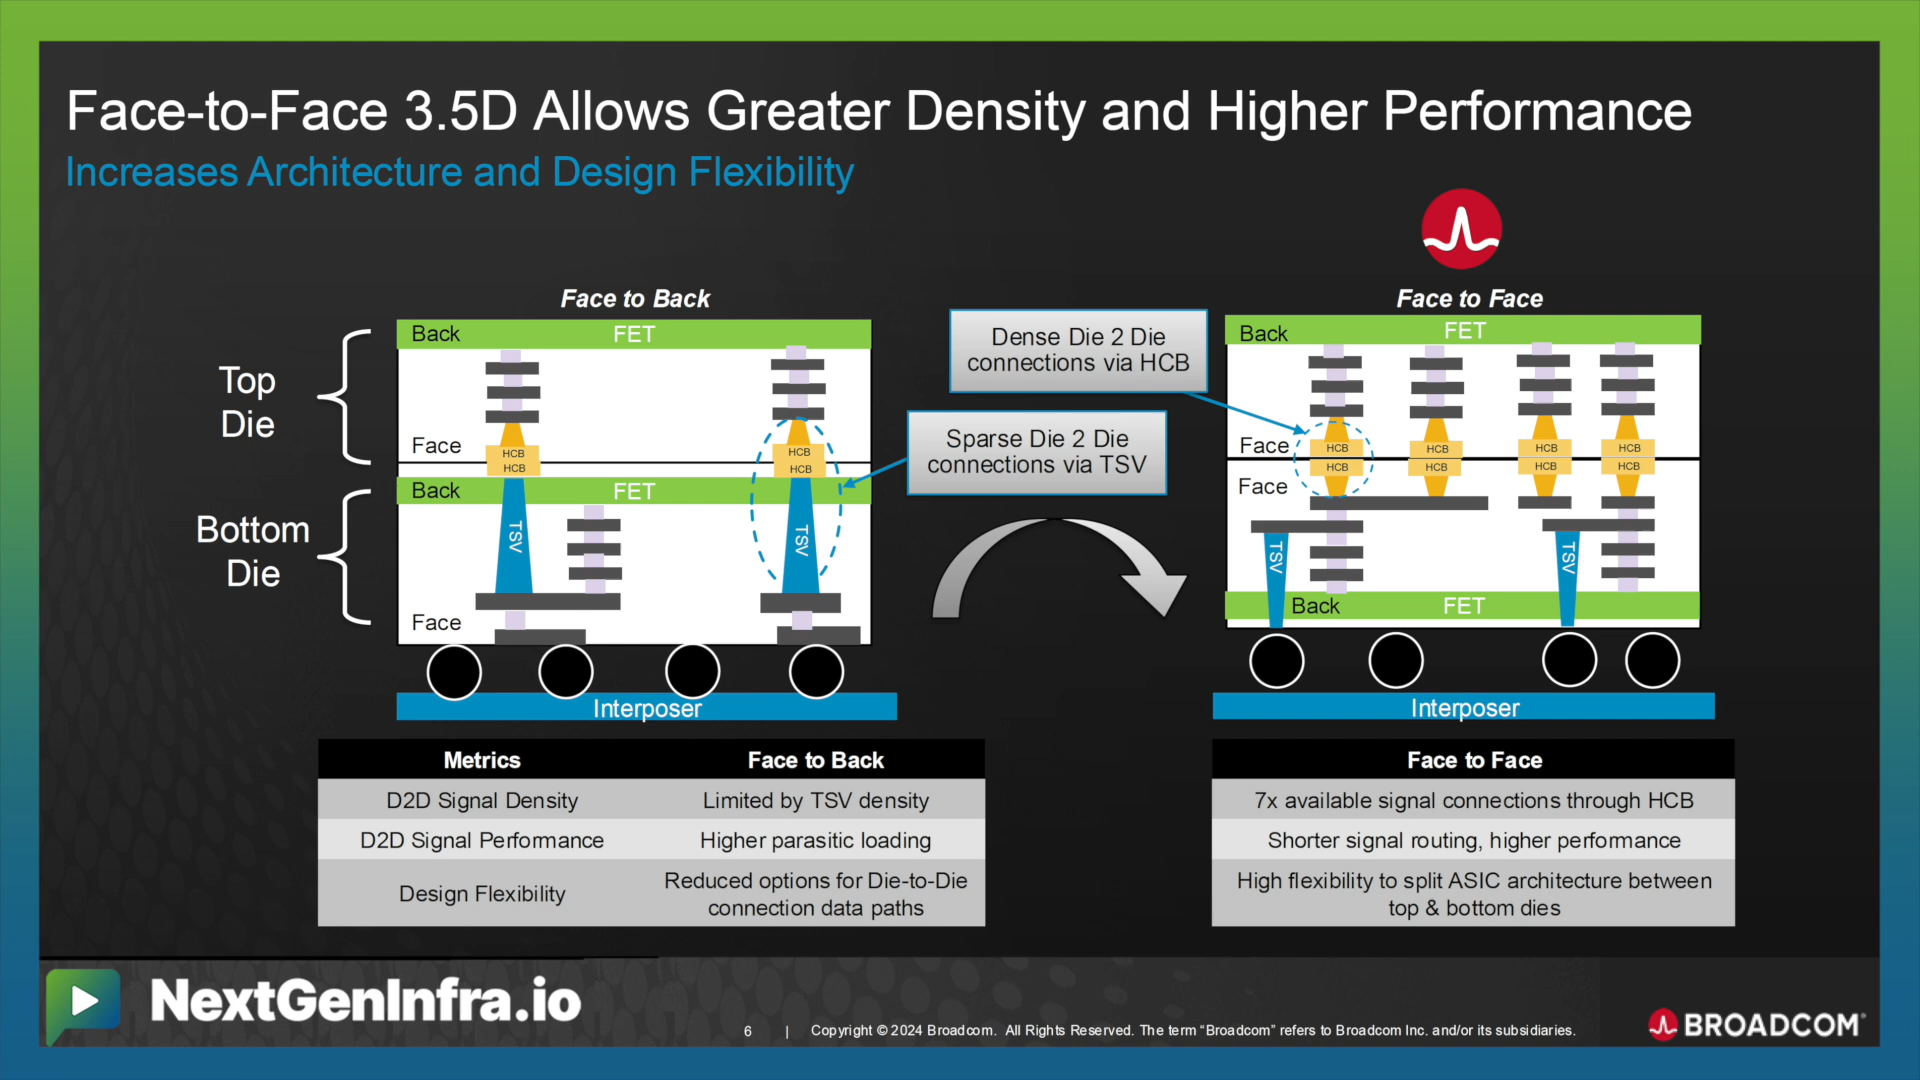 Face-to-Face 3.5D Allows Greater Density and Higher Performance
Increases Architecture and Design Flexibility
Face to Back
Top
Die
Bottom
Die
Back
FET
Face
HCB
HCB
HCB
HCB
Back
FET
TSV
TSV
Face
Interposer
Dense Die 2 Die
connections via HCB
Sparse Die 2 Die
connections via TSV
Face to Face
Back
FET
Face
HCB
HCB
HCB
HCB
HCB
HCB
HCB
HCB
Face
TSV
TSV
Back
FET
Interposer
Metrics
Face to Back
D2D Signal Density
Limited by TSV density
D2D Signal Performance
Higher parasitic loading
Design Flexibility
Reduced options for Die-to-Die
connection data paths
Face to Face
7x available signal connections through HCB
Shorter signal routing, higher performance
High flexibility to split ASIC architecture between
top & bottom dies
NextGenInfra.io
6 | Copyright © 2024 Broadcom. All Rights Reserved. The term “Broadcom” refers to Broadcom Inc. and/or its subsidiaries.
BROADCOM®